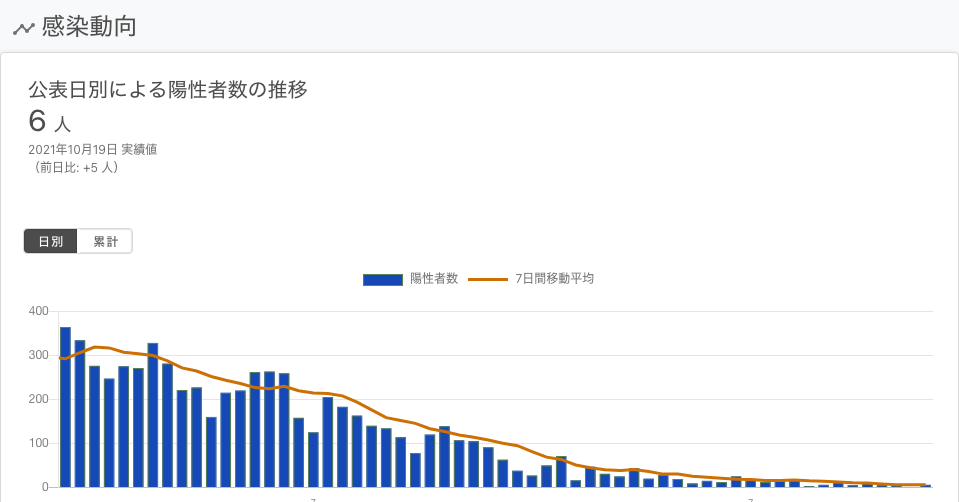 感染動向
公表日別による陽性者数の推移
6 人
2021年10月19日 実績値
（前日比: +5 人）
日別 累計
陽性者数 7日間移動平均
400
300
200
100
0